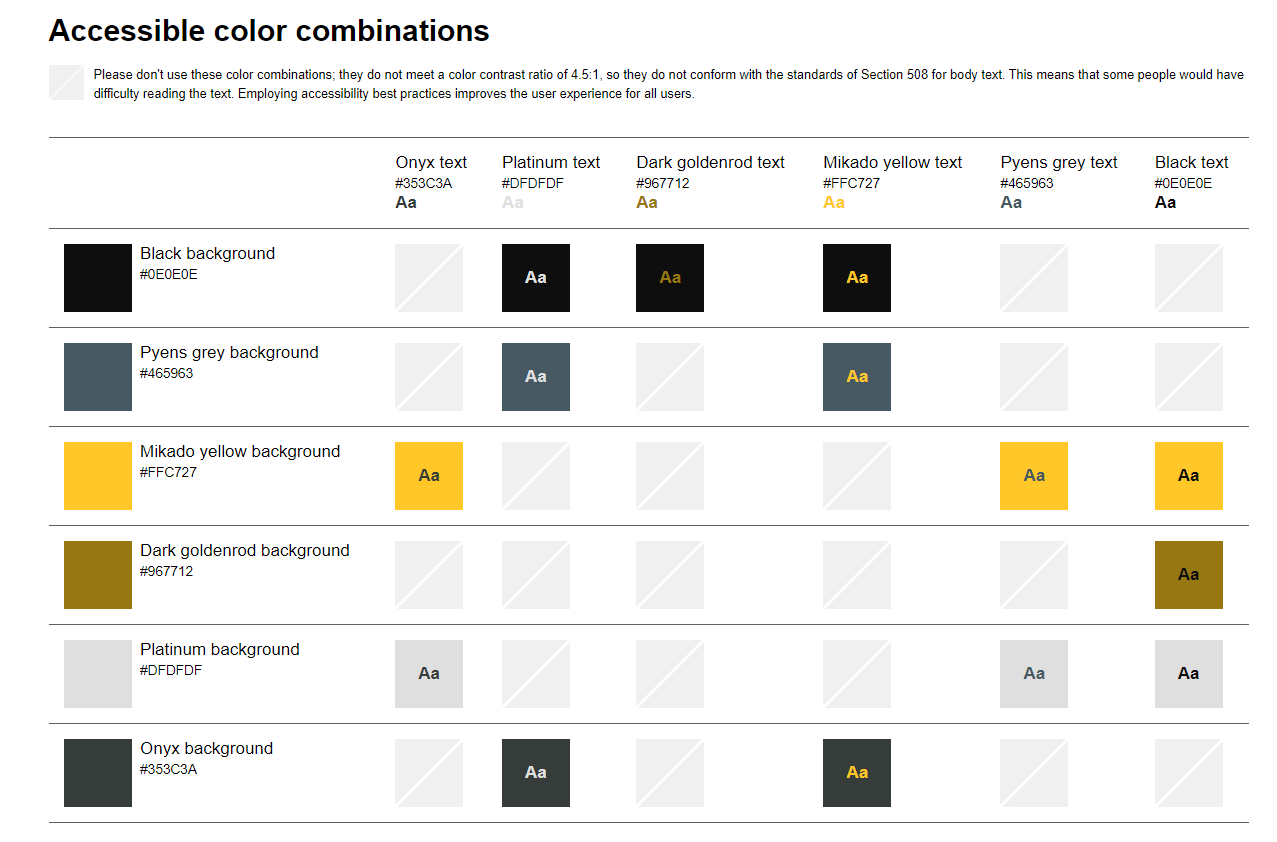 Accessible color combinations
Please don't use these color combinations; they do not meet a color contrast ratio of 4.5:1, so they do not conform with the standards of Section 508 for body text. This means that some people would have
difficulty reading the text. Employing accessibility best practices improves the user experience for all users.
Onyx text Platinum text Dark goldenrod text Mikado yellow text Pyens grey text Black text
#353C3A #DFDFDF #967712 #FFC727 #465963 #0E0E0E
Aa Aa Aa Aa Aa Aa
Black background
#0E0E0E
Aa Aa Aa
Pyens grey background
#465963
Aa Aa
Mikado yellow background
#FFC727
Aa Aa Aa
Dark goldenrod background
#967712
Aa
Platinum background
#DFDFDF
Aa Aa Aa
Onyx background
#353C3A
Aa Aa